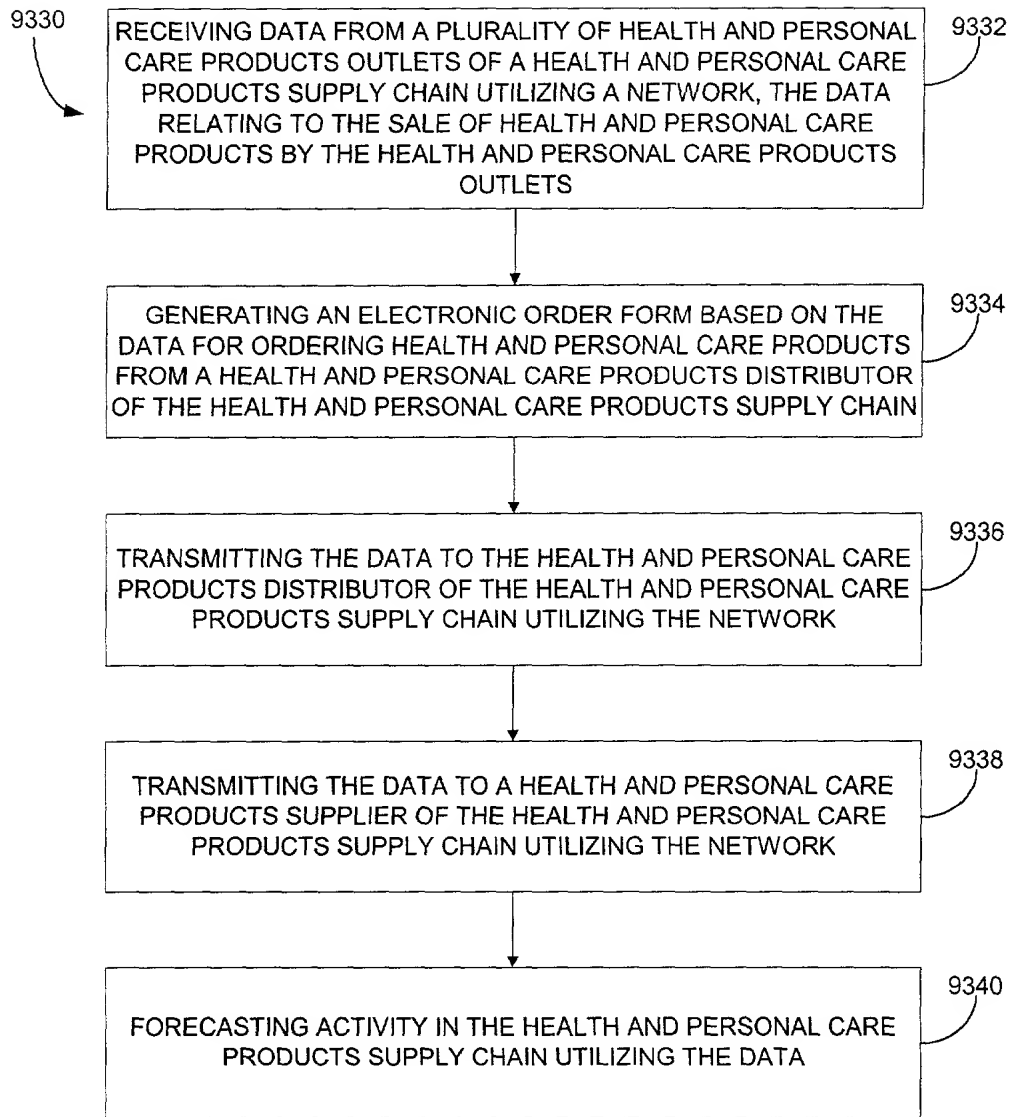 9330
RECEIVING DATA FROM A PLURALITY OF HEALTH AND PERSONAL
CARE PRODUCTS OUTLETS OF A HEALTH AND PERSONAL CARE
PRODUCTS SUPPLY CHAIN UTILIZING A NETWORK, THE DATA
RELATING TO THE SALE OF HEALTH AND PERSONAL CARE
PRODUCTS BY THE HEALTH AND PERSONAL CARE PRODUCTS
OUTLETS
9332
GENERATING AN ELECTRONIC ORDER FORM BASED ON THE
DATA FOR ORDERING HEALTH AND PERSONAL CARE PRODUCTS
FROM A HEALTH AND PERSONAL CARE PRODUCTS DISTRIBUTOR
OF THE HEALTH AND PERSONAL CARE PRODUCTS SUPPLY CHAIN
9334
TRANSMITTING THE DATA TO THE HEALTH AND PERSONAL CARE
PRODUCTS DISTRIBUTOR OF THE HEALTH AND PERSONAL CARE
PRODUCTS SUPPLY CHAIN UTILIZING THE NETWORK
9336
TRANSMITTING THE DATA TO A HEALTH AND PERSONAL CARE
PRODUCTS SUPPLIER OF THE HEALTH AND PERSONAL CARE
PRODUCTS SUPPLY CHAIN UTILIZING THE NETWORK
9338
FORECASTING ACTIVITY IN THE HEALTH AND PERSONAL CARE
PRODUCTS SUPPLY CHAIN UTILIZING THE DATA
9340